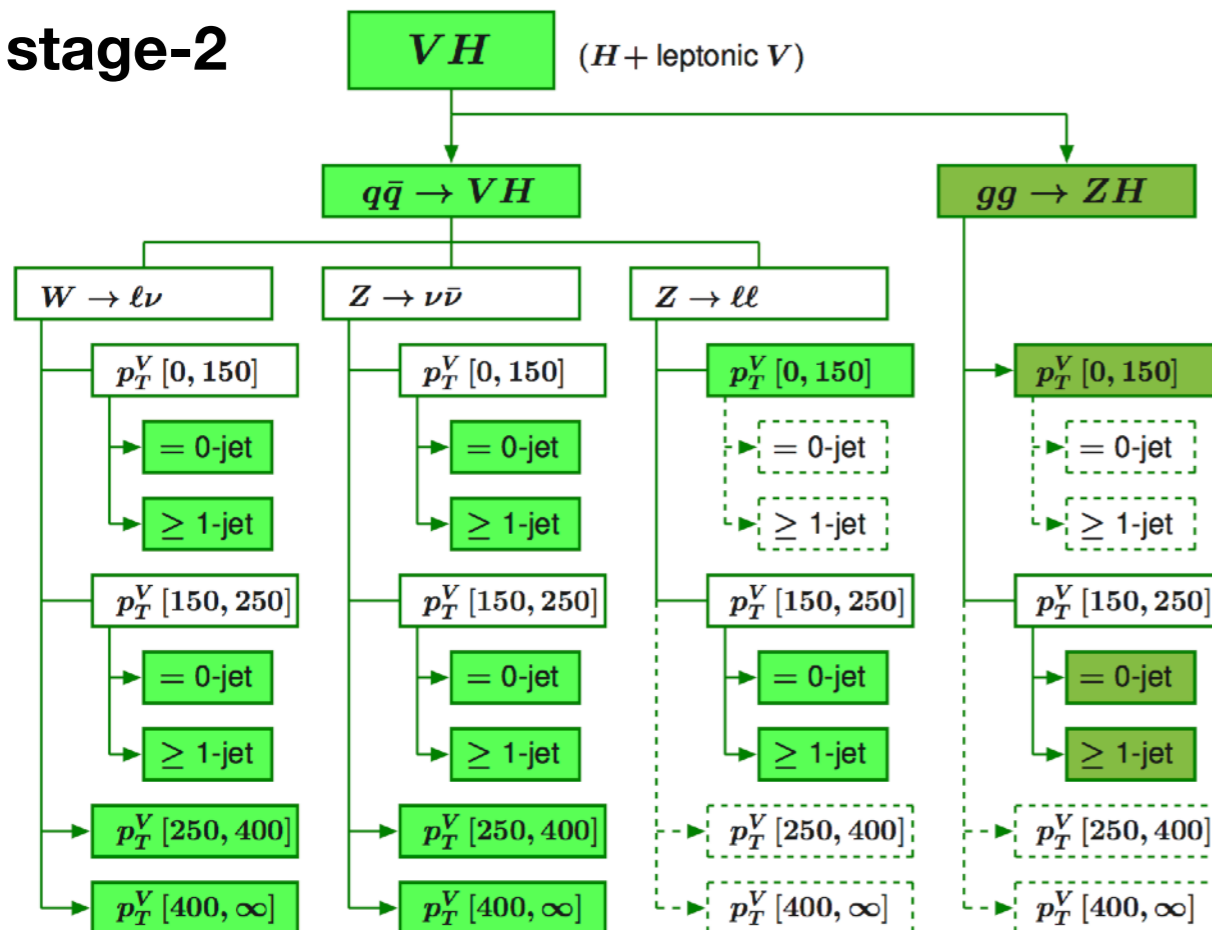 stage-2
VH
(H + leptonic V)
qq̄ → VH
gg → ZH
W → ℓν
Z → νν̄
Z → ℓℓ
p_T^V [0, 150]
p_T^V [0, 150]
p_T^V [0, 150]
p_T^V [0, 150]
= 0-jet
= 0-jet
= 0-jet
= 0-jet
≥ 1-jet
≥ 1-jet
≥ 1-jet
≥ 1-jet
p_T^V [150, 250]
p_T^V [150, 250]
p_T^V [150, 250]
p_T^V [150, 250]
= 0-jet
= 0-jet
= 0-jet
= 0-jet
≥ 1-jet
≥ 1-jet
≥ 1-jet
≥ 1-jet
p_T^V [250, 400]
p_T^V [250, 400]
p_T^V [250, 400]
p_T^V [250, 400]
p_T^V [400, ∞]
p_T^V [400, ∞]
p_T^V [400, ∞]
p_T^V [400, ∞]